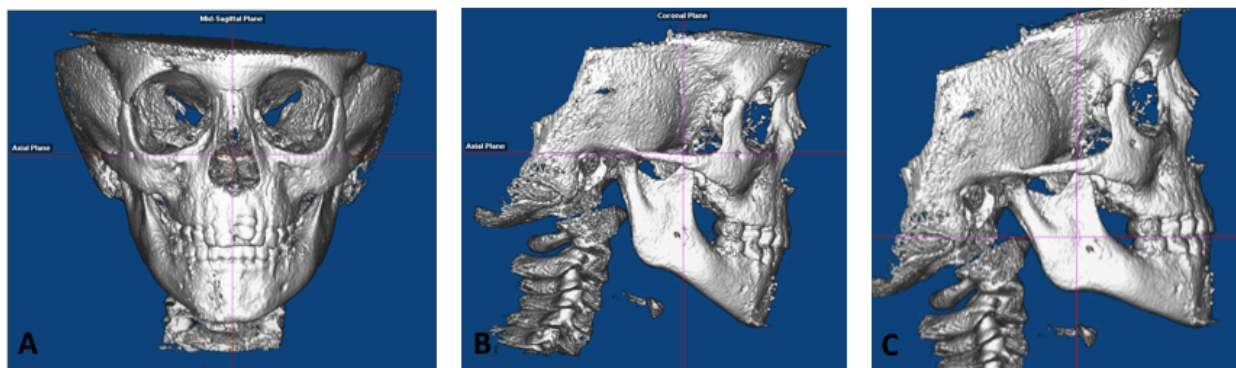 Mid-Sagittal Plane
Axial Plane
A
Coronal Plane
Axial Plane
B
C